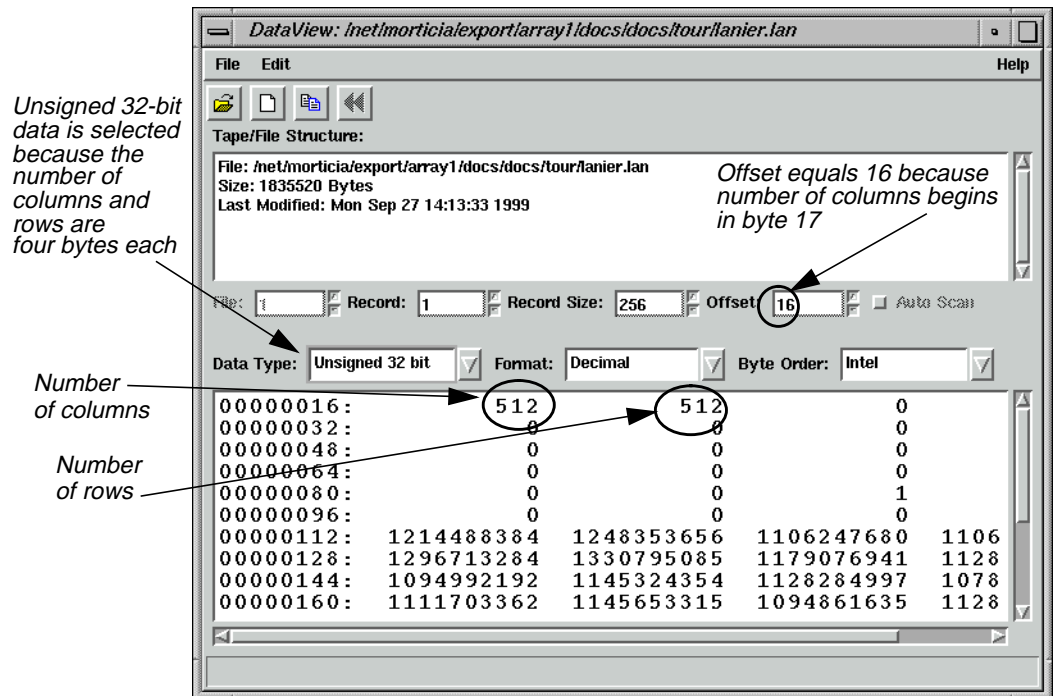 DataView: /net/morticia/export/array1/docs/docs/tour/lanier.lan
File Edit Help
Unsigned 32-bit
data is selected
because the
number of
columns and
rows are
four bytes each
Tape/File Structure:
File: /net/morticia/export/array1/docs/docs/tour/lanier.lan
Size: 1835520 Bytes
Last Modified: Mon Sep 27 14:13:33 1999
Offset equals 16 because
number of columns begins
in byte 17
File: 1 Record: 1 Record Size: 256 Offset: 16 Auto Scan
Data Type: Unsigned 32 bit Format: Decimal Byte Order: Intel
Number
of columns
Number
of rows
00000016: 512 512 0
00000032: 0 0 0
00000048: 0 0 0
00000064: 0 0 0
00000080: 0 0 1
00000096: 0 0 0
00000112: 1214488384 1248353656 1106247680 1106
00000128: 1296713284 1330795085 1179076941 1128
00000144: 1094992192 1145324354 1128284997 1078
00000160: 1111703362 1145653315 1094861635 1128